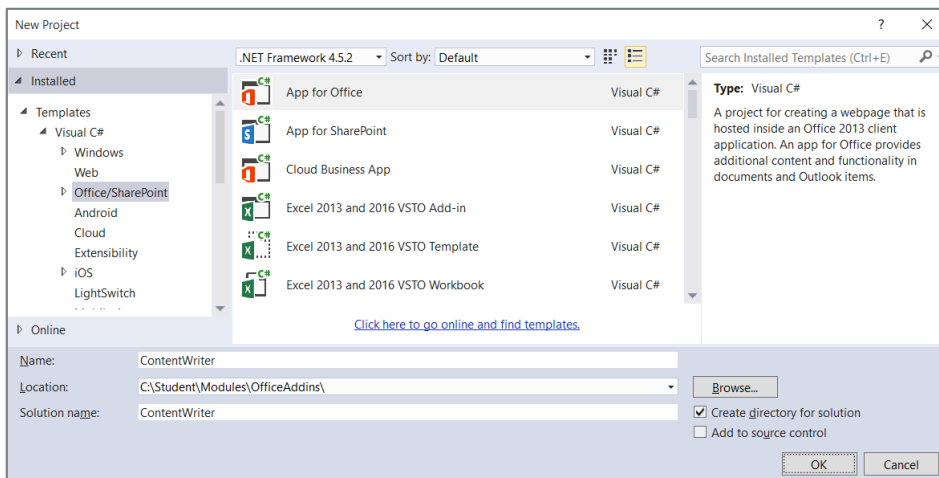 New Project
?
Recent
Installed
Templates
Visual C#
Windows
Web
Office/SharePoint
Android
Cloud
Extensibility
iOS
LightSwitch
Online
.NET Framework 4.5.2
Sort by: Default
C# App for Office Visual C#
C# App for SharePoint Visual C#
C# Cloud Business App Visual C#
C# Excel 2013 and 2016 VSTO Add-in Visual C#
C# Excel 2013 and 2016 VSTO Template Visual C#
C# Excel 2013 and 2016 VSTO Workbook Visual C#
Click here to go online and find templates.
Search Installed Templates (Ctrl+E)
Type: Visual C#
A project for creating a webpage that is
hosted inside an Office 2013 client
application. An app for Office provides
additional content and functionality in
documents and Outlook items.
Name: ContentWriter
Location: C:\Student\Modules\OfficeAddins\
Browse...
Solution name: ContentWriter
Create directory for solution
Add to source control
OK
Cancel